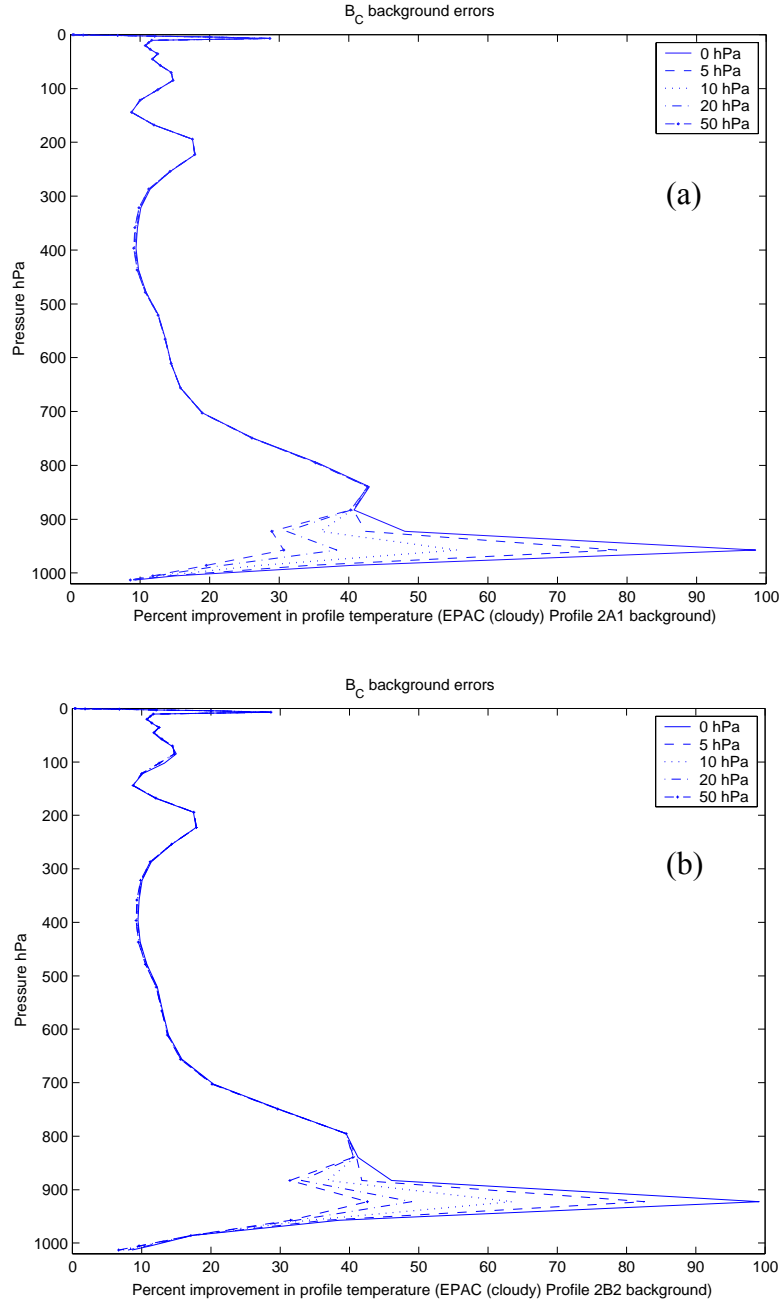 B_C background errors
0
100
200
300
400
500
600
700
800
900
1000
Pressure hPa
0 hPa
5 hPa
10 hPa
20 hPa
50 hPa
(a)
0 10 20 30 40 50 60 70 80 90 100
Percent improvement in profile temperature (EPAC (cloudy) Profile 2A1 background)
B_C background errors
0
100
200
300
400
500
600
700
800
900
1000
Pressure hPa
0 hPa
5 hPa
10 hPa
20 hPa
50 hPa
(b)
0 10 20 30 40 50 60 70 80 90 100
Percent improvement in profile temperature (EPAC (cloudy) Profile 2B2 background)